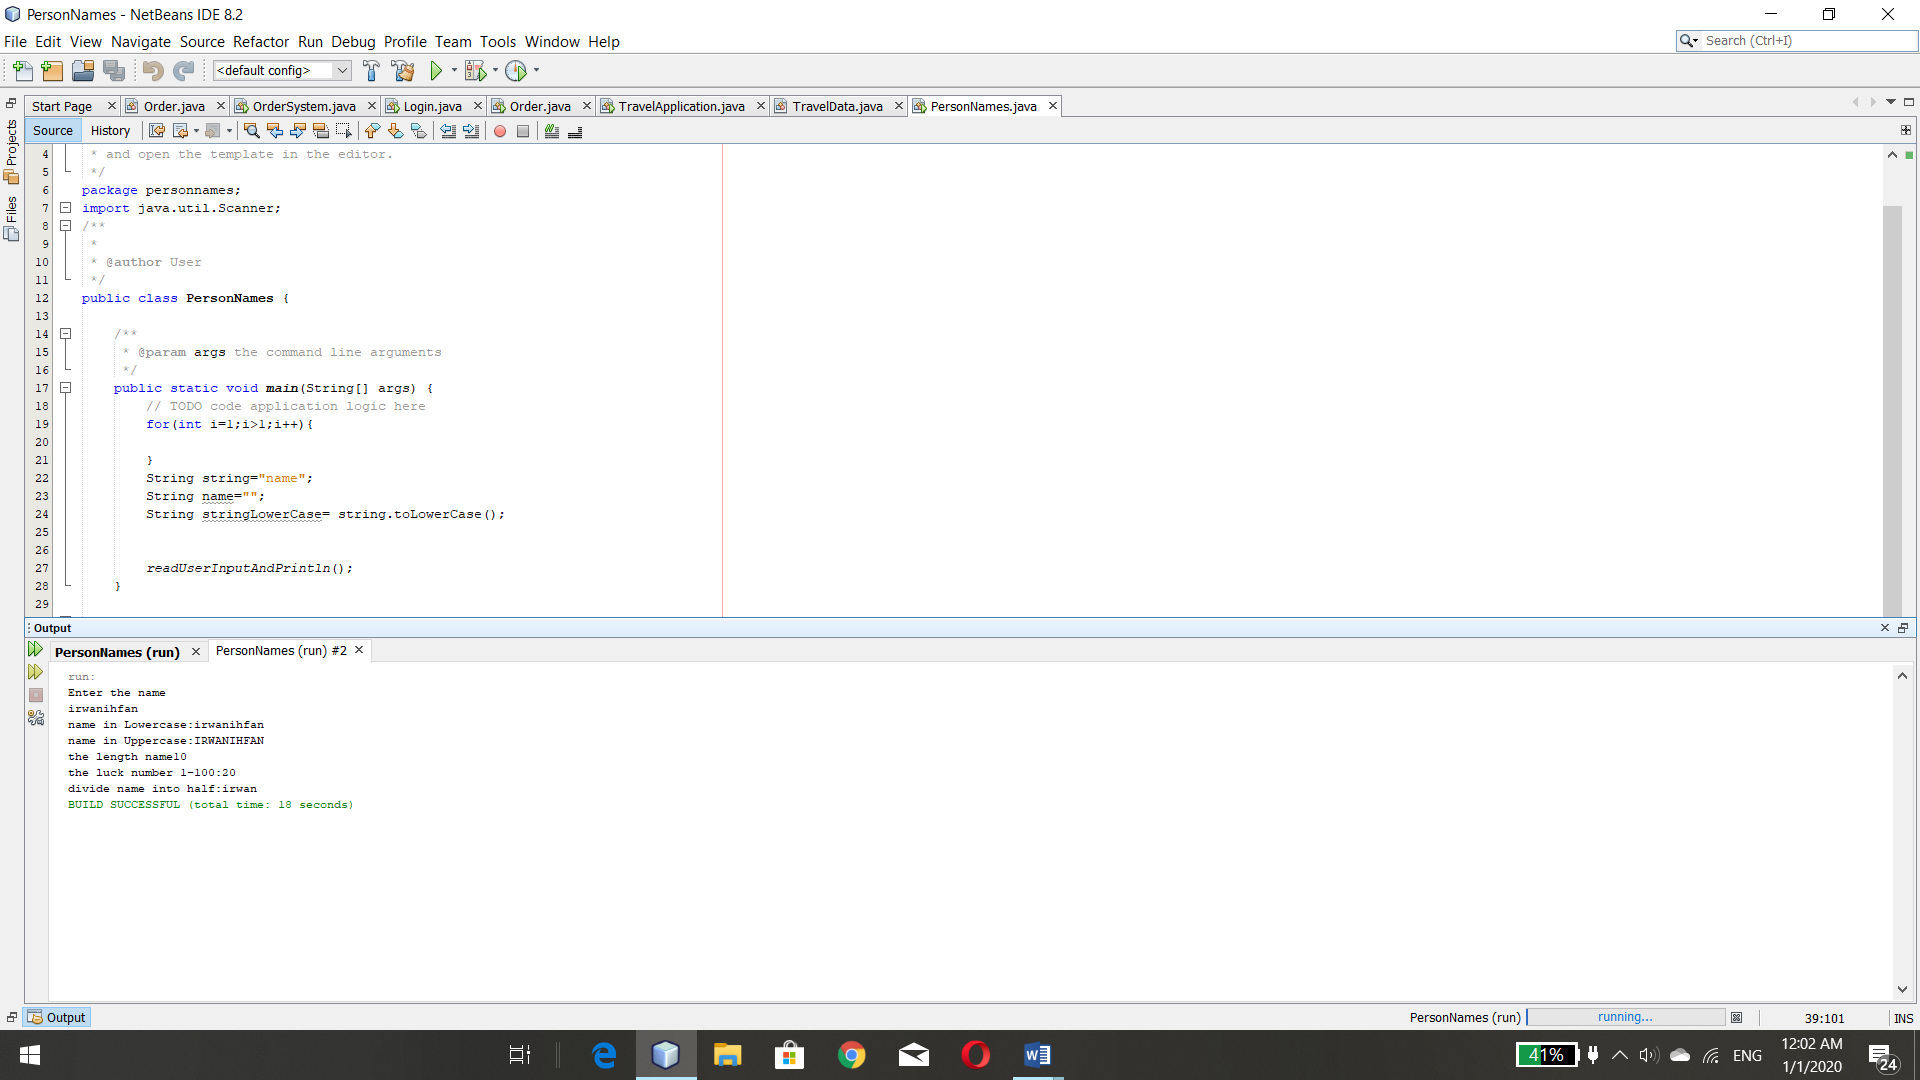 PersonNames - NetBeans IDE 8.2
File Edit View Navigate Source Refactor Run Debug Profile Team Tools Window Help
Search (Ctrl+I)
<default config>
Start Page Order.java OrderSystem.java Login.java Order.java TravelApplication.java TravelData.java PersonNames.java
Source History
Projects
Files
4 * and open the template in the editor.
5 */
6 package personnames;
7 import java.util.Scanner;
8 /**
9 *
10 * @author User
11 */
12 public class PersonNames {
13
14 /**
15 * @param args the command line arguments
16 */
17 public static void main(String[] args) {
18 // TODO code application logic here
19 for(int i=1;i>1;i++){
20
21 }
22 String string="name";
23 String name="";
24 String stringLowerCase= string.toLowerCase();
25
26
27 readUserInputAndPrintln();
28 }
29
Output
PersonNames (run) PersonNames (run) #2
run:
Enter the name
irwanihfan
name in Lowercase:irwanihfan
name in Uppercase:IRWANIHFAN
the length name10
the luck number 1-100:20
divide name into half:irwan
BUILD SUCCESSFUL (total time: 18 seconds)
Output
PersonNames (run) running... 39:101 INS
41% ENG 12:02 AM
1/1/2020 24